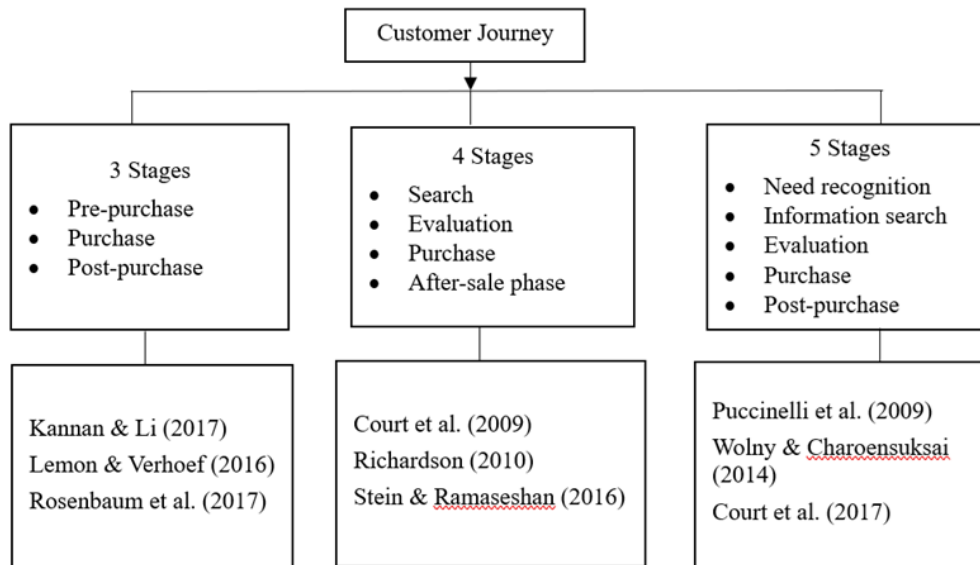 Customer Journey
3 Stages
• Pre-purchase
• Purchase
• Post-purchase
4 Stages
• Search
• Evaluation
• Purchase
• After-sale phase
5 Stages
• Need recognition
• Information search
• Evaluation
• Purchase
• Post-purchase
Kannan & Li (2017)
Lemon & Verhoef (2016)
Rosenbaum et al. (2017)
Court et al. (2009)
Richardson (2010)
Stein & Ramaseshan (2016)
Puccinelli et al. (2009)
Wolny & Charoensuksai
(2014)
Court et al. (2017)